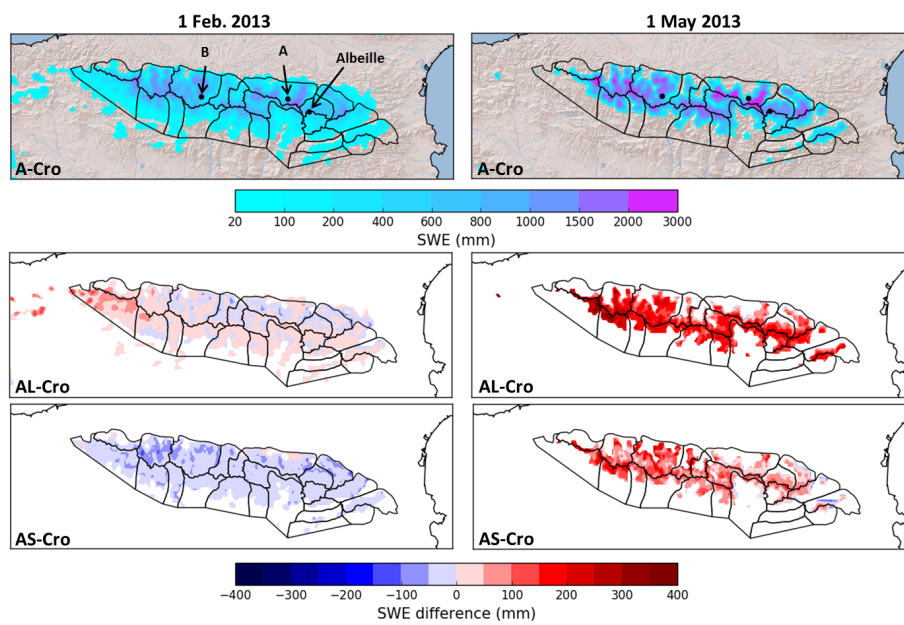 1 Feb. 2013
1 May 2013
B
A
Albeille
A-Cro
A-Cro
20 100 200 400 600 800 1000 1500 2000 3000
SWE (mm)
AL-Cro
AL-Cro
AS-Cro
AS-Cro
−400 −300 −200 −100 0 100 200 300 400
SWE difference (mm)